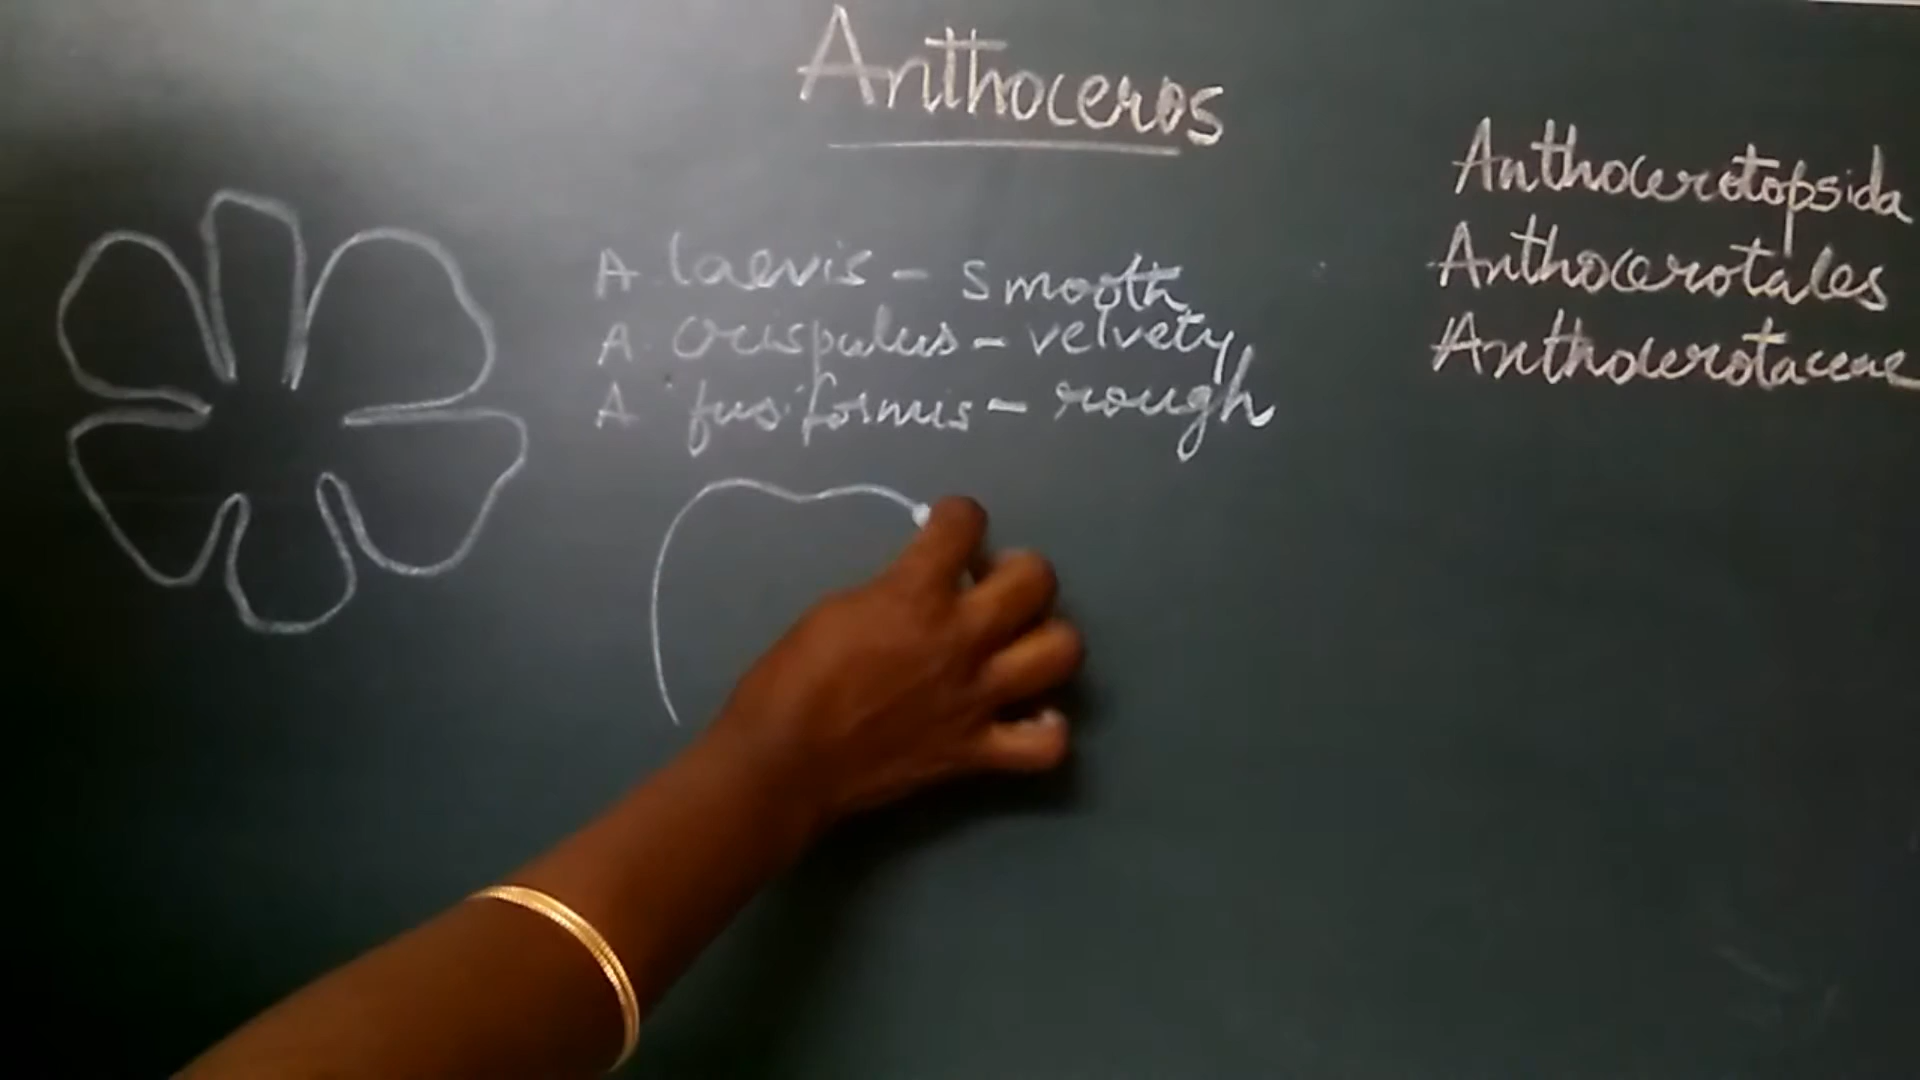 Anthoceros
A. laevis - smooth
A. crispulus - velvety
A. fusiformis - rough
Anthocerotopsida
Anthocerotales
Anthocerotaceae